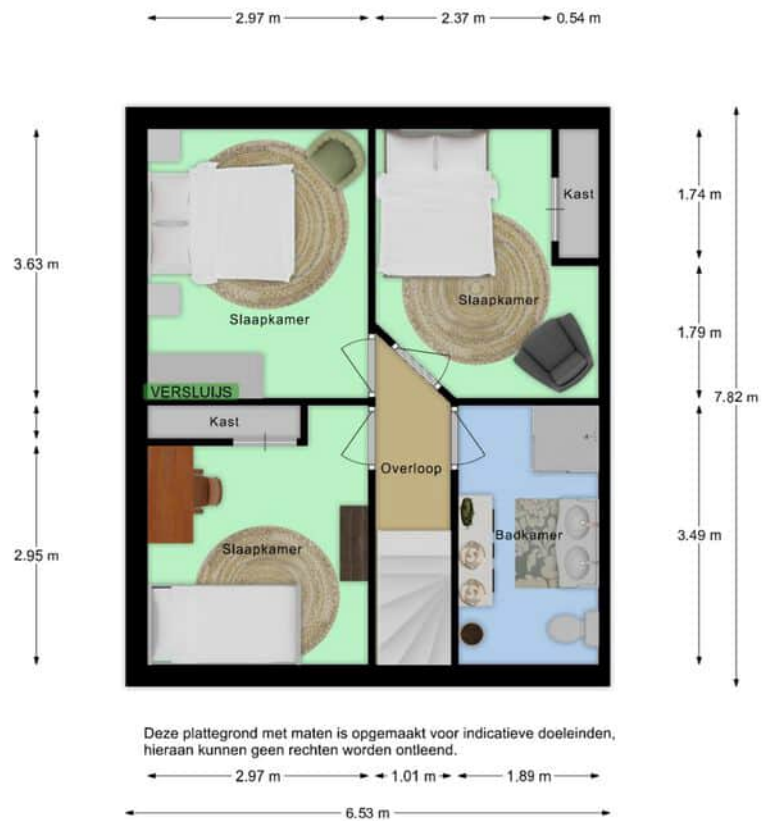 2.97 m 2.37 m 0.54 m
Kast
1.74 m
3.63 m
Slaapkamer
Slaapkamer
1.79 m
VERSLUIJS
7.82 m
Kast
Overloop
Badkamer
3.49 m
2.95 m
Slaapkamer
Deze plattegrond met maten is opgemaakt voor indicatieve doeleinden,
hieraan kunnen geen rechten worden ontleend.
2.97 m 1.01 m 1.89 m
6.53 m